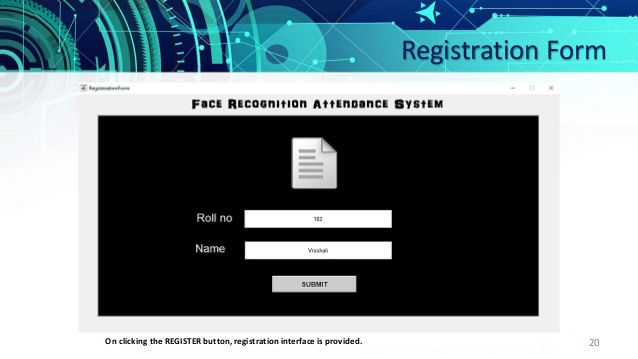 Registration Form
RegisterationForm
Face Recognition Attendance System
Roll no
102
Name
Vrushali
SUBMIT
On clicking the REGISTER button, registration interface is provided.
20